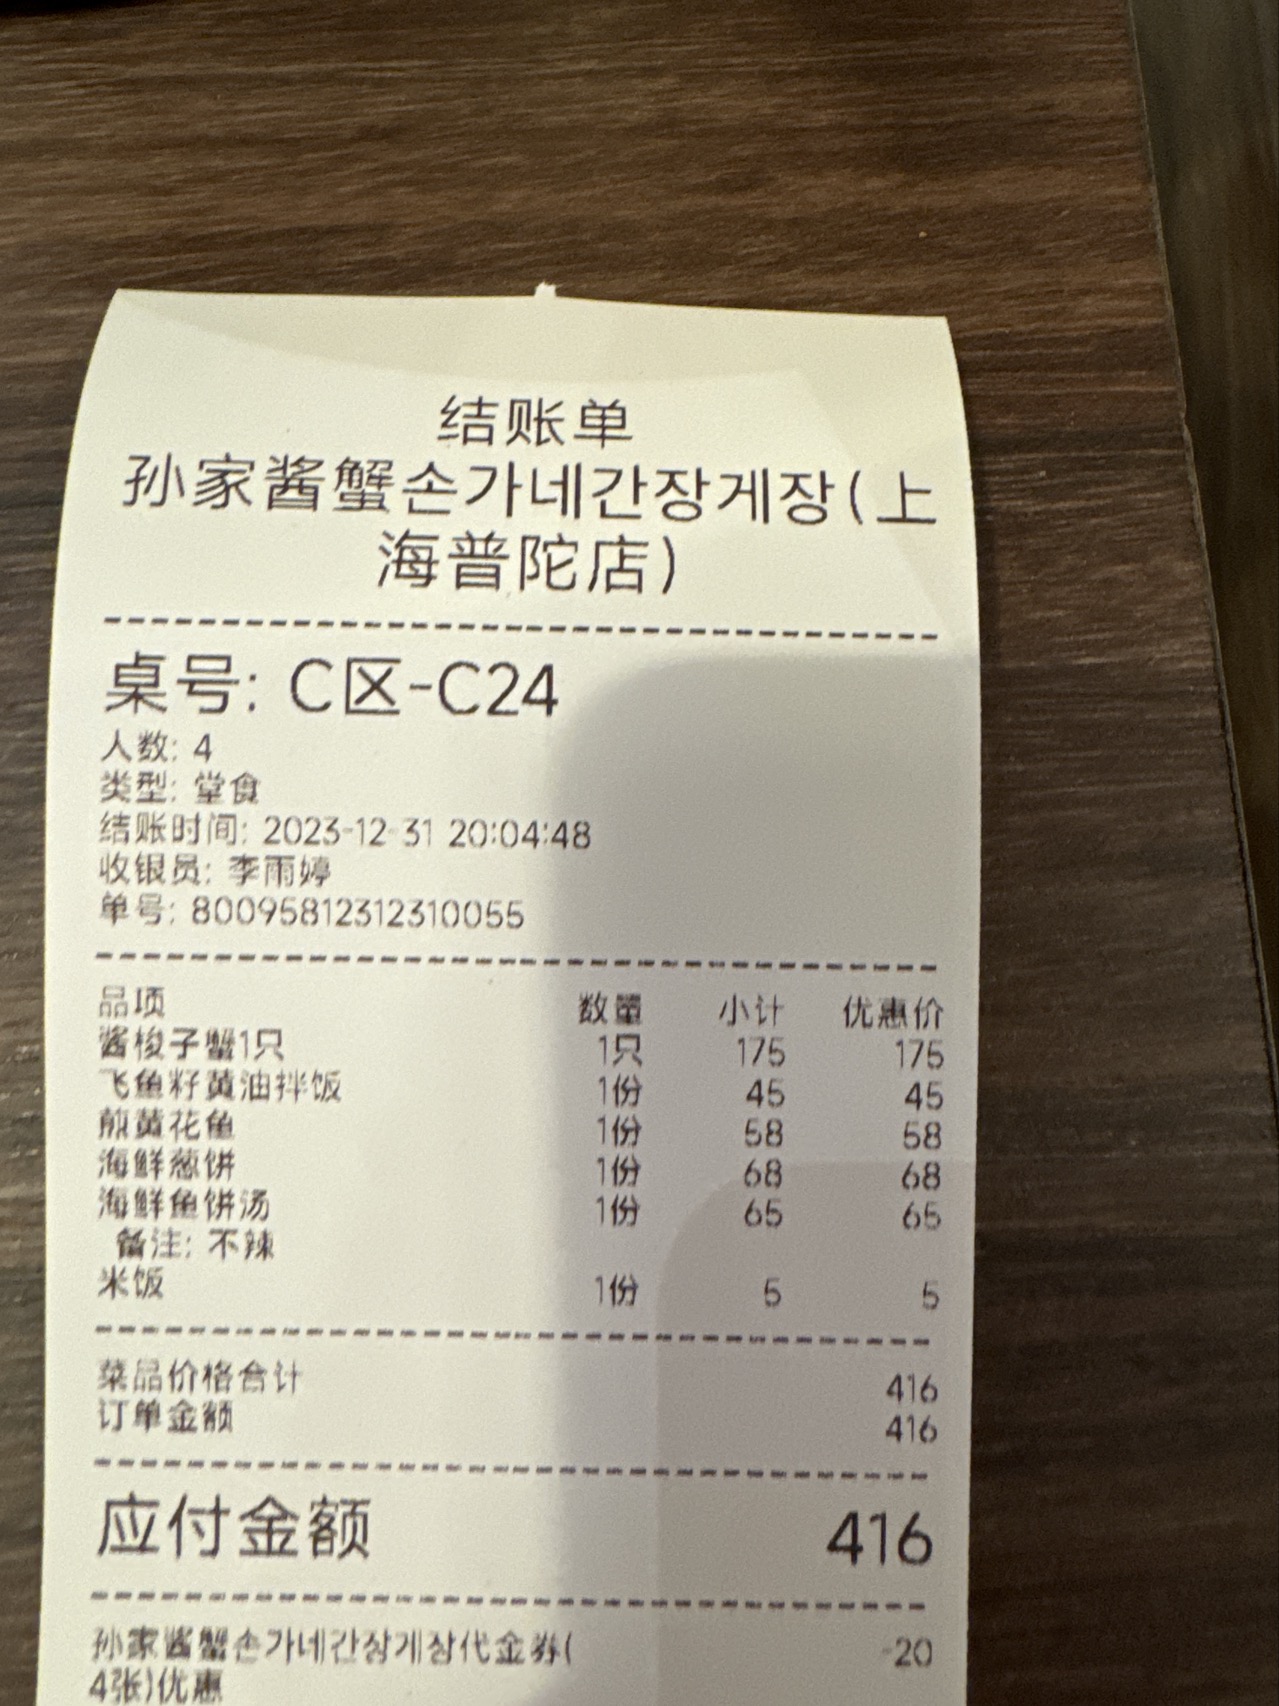 结账单
孙家酱蟹손가네간장게장(上
海普陀店)
桌号: C区-C24
人数: 4
类型: 堂食
结账时间: 2023-12-31 20:04:48
收银员: 李雨婷
单号: 80095812312310055
品项 数量 小计 优惠价
酱梭子蟹1只 1只 175 175
飞鱼籽黄油拌饭 1份 45 45
煎黄花鱼 1份 58 58
海鲜葱饼 1份 68 68
海鲜鱼饼汤 1份 65 65
备注: 不辣
米饭 1份 5 5
菜品价格合计 416
订单金额 416
应付金额 416
孙家酱蟹손가네간장게장代金券( -20
4张)优惠